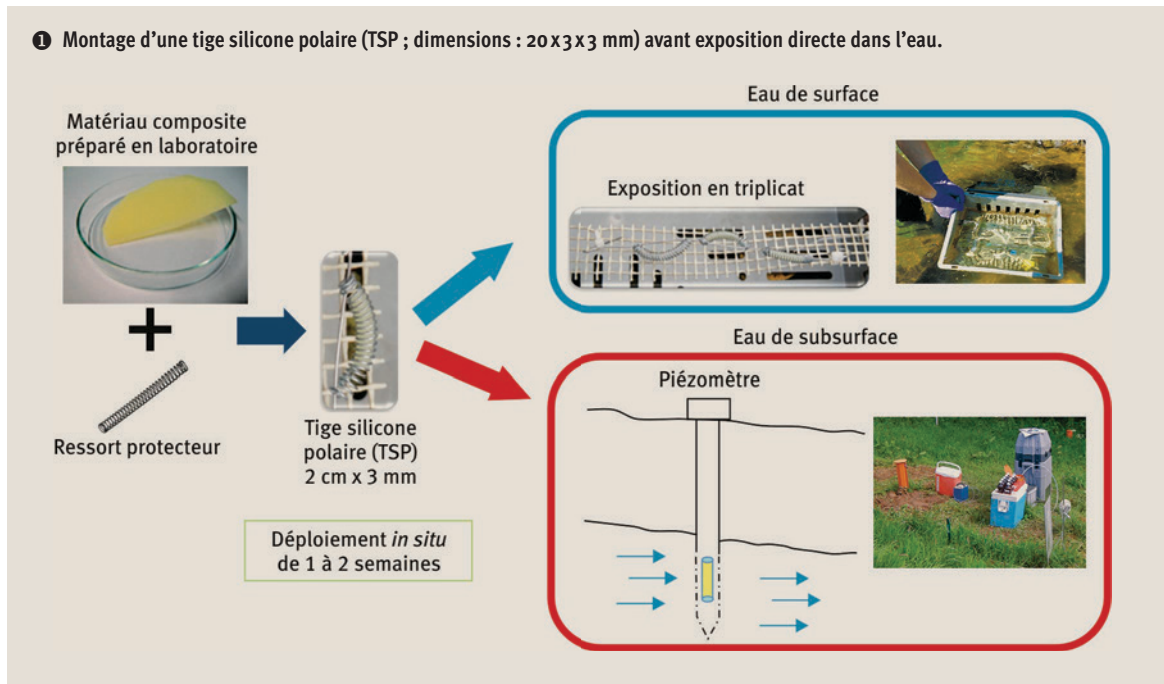 ❶ Montage d'une tige silicone polaire (TSP ; dimensions : 20 x 3 x 3 mm) avant exposition directe dans l'eau.
Matériau composite
préparé en laboratoire
Ressort protecteur
Tige silicone
polaire (TSP)
2 cm x 3 mm
Déploiement in situ
de 1 à 2 semaines
Eau de surface
Exposition en triplicat
Eau de subsurface
Piézomètre